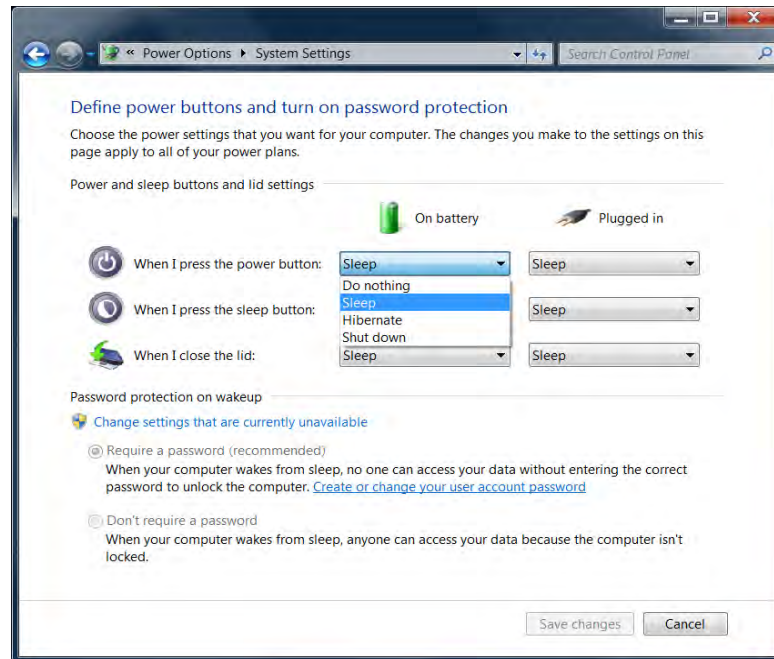 « Power Options ▸ System Settings
Search Control Panel
Define power buttons and turn on password protection
Choose the power settings that you want for your computer. The changes you make to the settings on this
page apply to all of your power plans.
Power and sleep buttons and lid settings
On battery
Plugged in
When I press the power button:
Sleep
Sleep
Do nothing
Sleep
Hibernate
Shut down
When I press the sleep button:
Sleep
When I close the lid:
Sleep
Sleep
Password protection on wakeup
Change settings that are currently unavailable
Require a password (recommended)
When your computer wakes from sleep, no one can access your data without entering the correct
password to unlock the computer. Create or change your user account password
Don't require a password
When your computer wakes from sleep, anyone can access your data because the computer isn't
locked.
Save changes
Cancel